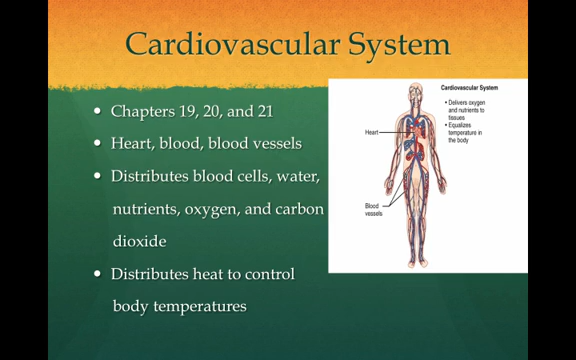 Cardiovascular System
• Chapters 19, 20, and 21
• Heart, blood, blood vessels
• Distributes blood cells, water,
nutrients, oxygen, and carbon
dioxide
• Distributes heat to control
body temperatures
Cardiovascular System
• Delivers oxygen
and nutrients to
tissues
• Equalizes
temperature in
the body
Heart
Blood
vessels